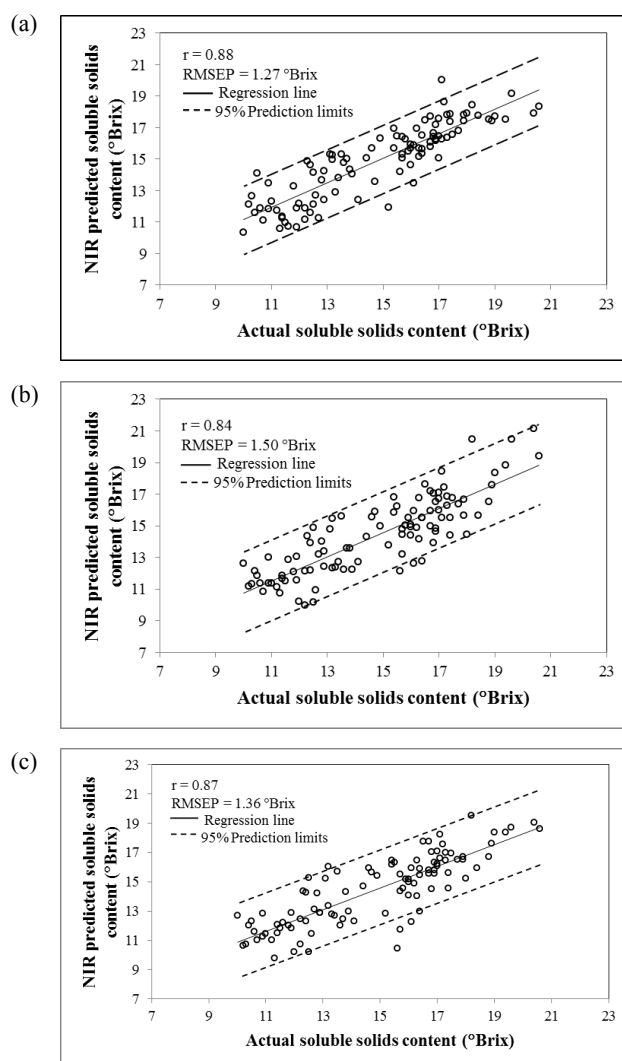 (a)
NIR predicted soluble solids
content (°Brix)
23
21
19
17
15
13
11
9
7
r = 0.88
RMSEP = 1.27 °Brix
Regression line
95% Prediction limits
7 9 11 13 15 17 19 21 23
Actual soluble solids content (°Brix)
(b)
NIR predicted soluble solids
content (°Brix)
23
21
19
17
15
13
11
9
7
r = 0.84
RMSEP = 1.50 °Brix
Regression line
95% Prediction limits
7 9 11 13 15 17 19 21 23
Actual soluble solids content (°Brix)
(c)
NIR predicted soluble solids
content (°Brix)
23
21
19
17
15
13
11
9
7
r = 0.87
RMSEP = 1.36 °Brix
Regression line
95% Prediction limits
7 9 11 13 15 17 19 21 23
Actual soluble solids content (°Brix)